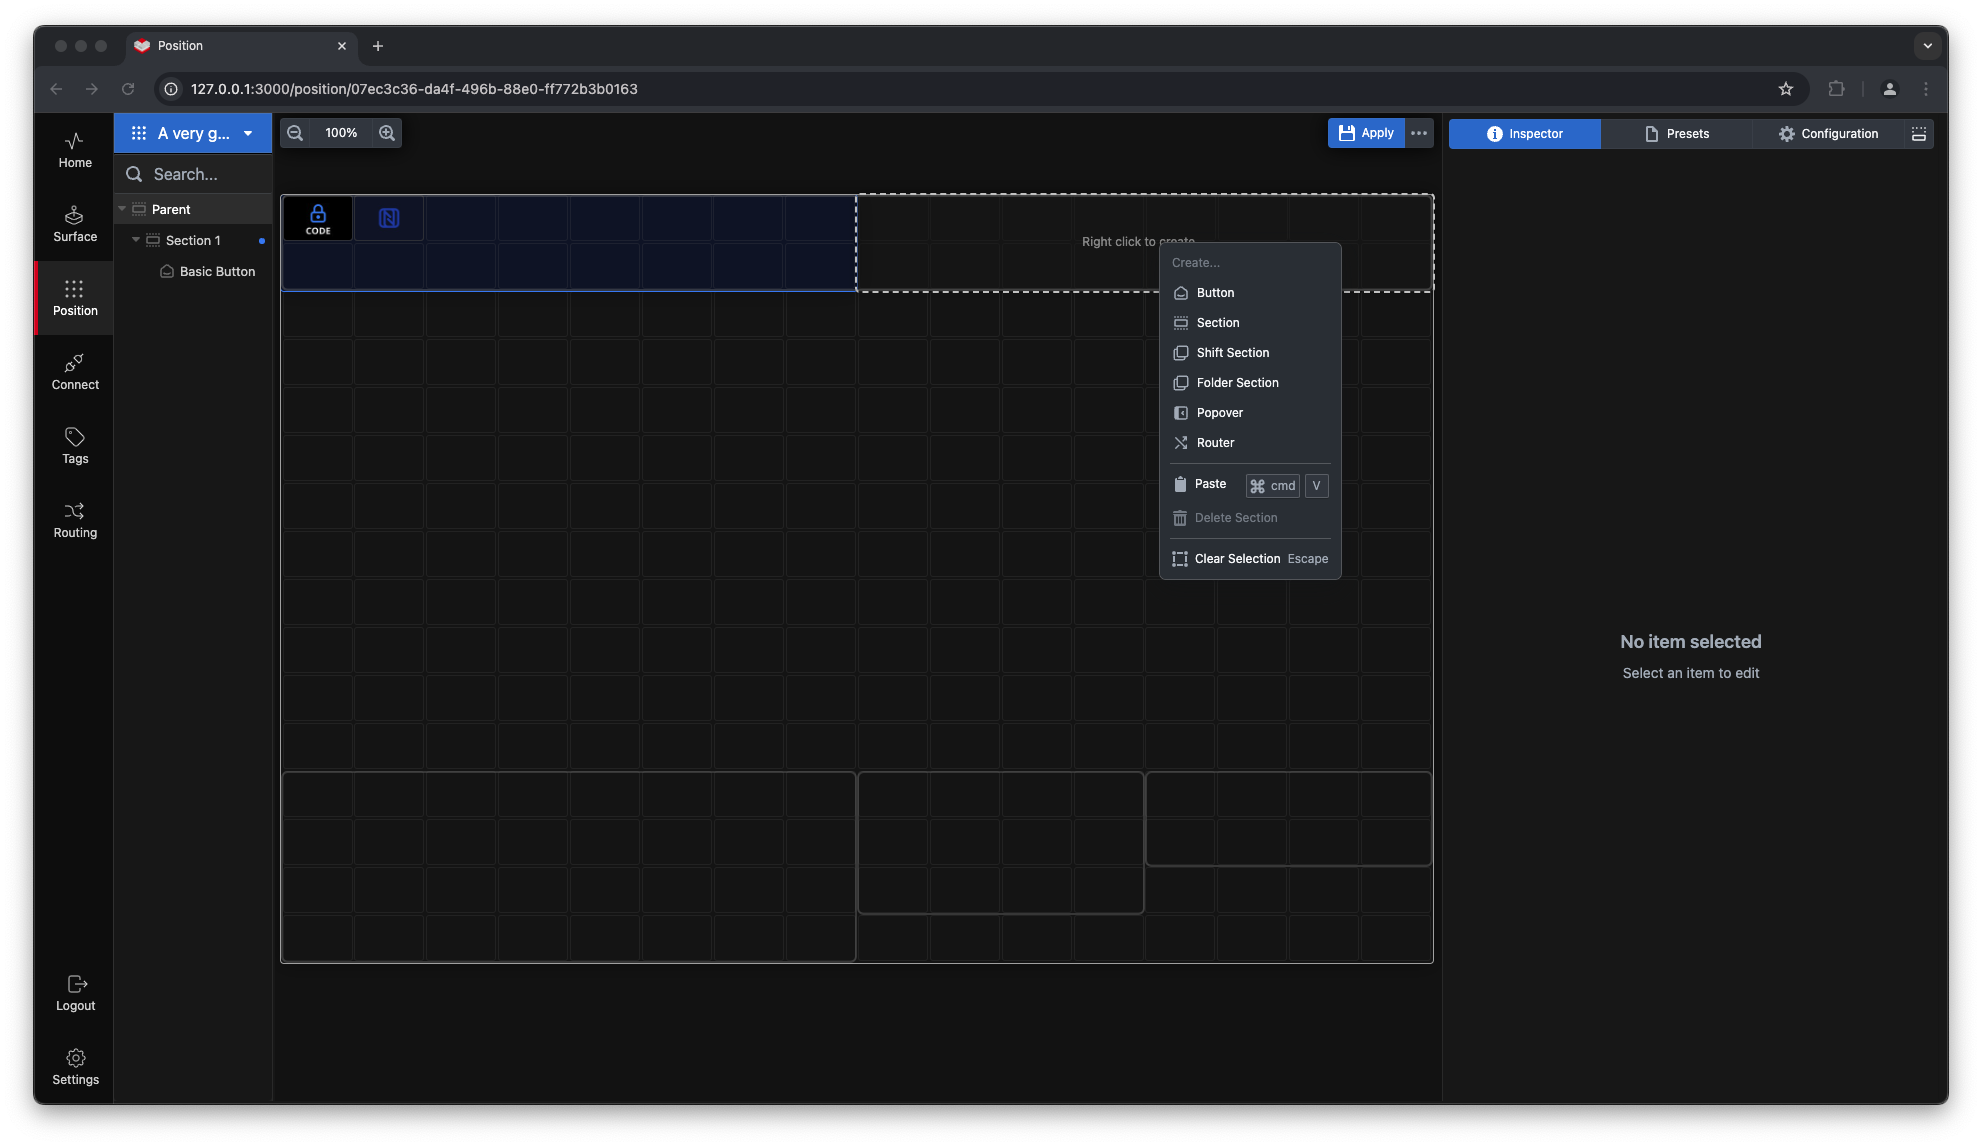 Position
127.0.0.1:3000/position/07ec3c36-da4f-496b-88e0-ff772b3b0163
Home
Surface
Position
Connect
Tags
Routing
Logout
Settings
A very g...
Search...
Parent
Section 1
Basic Button
100%
Apply
CODE
Right click to create
Create...
Button
Section
Shift Section
Folder Section
Popover
Router
Paste cmd V
Delete Section
Clear Selection Escape
Inspector
Presets
Configuration
No item selected
Select an item to edit